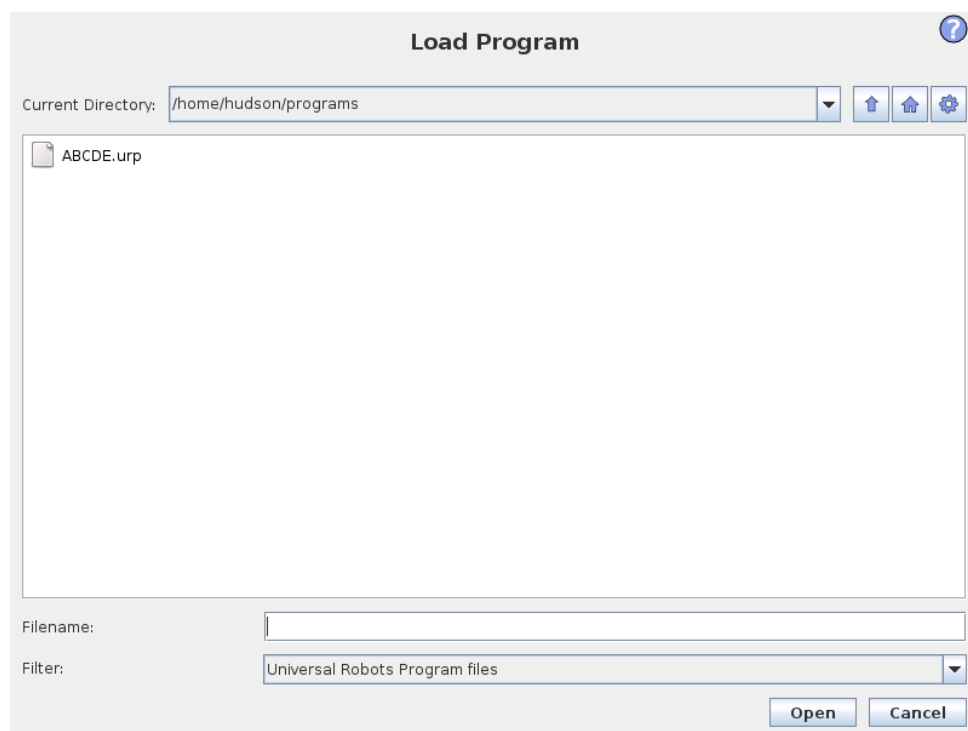 Load Program
?
Current Directory: /home/hudson/programs
ABCDE.urp
Filename:
Filter: Universal Robots Program files
Open Cancel